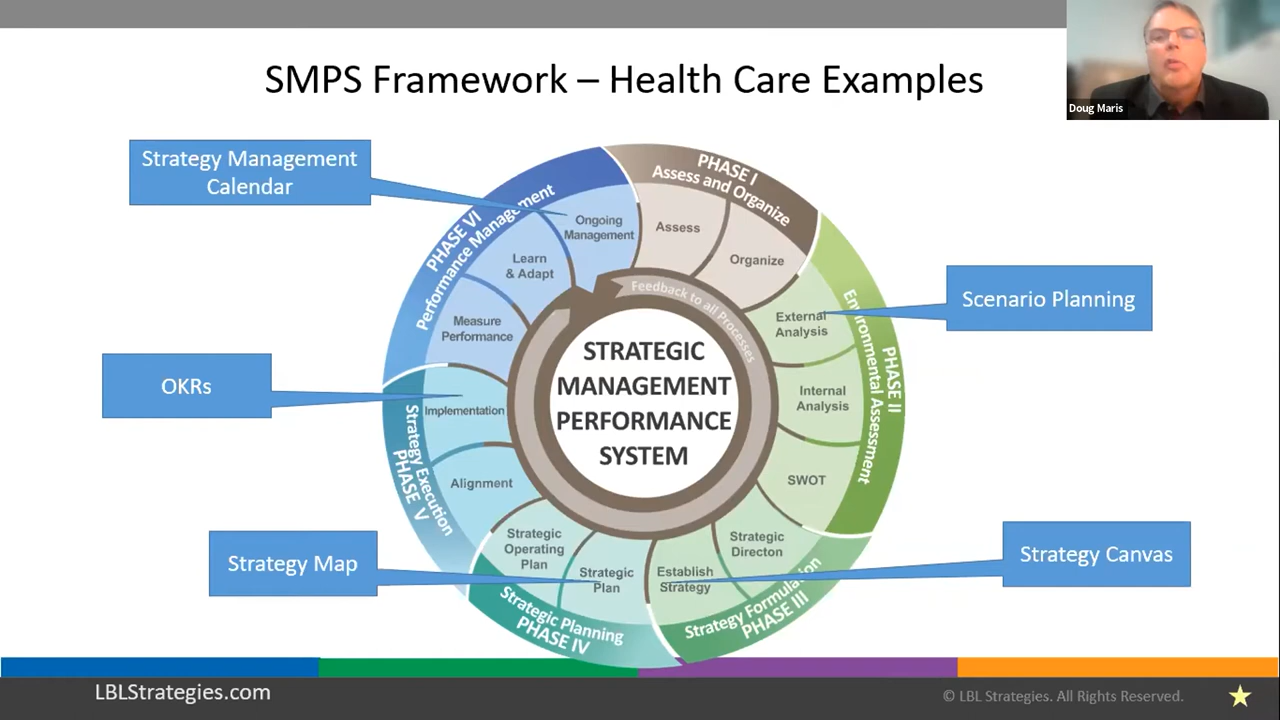 SMPS Framework – Health Care Examples
Doug Maris
Strategy Management
Calendar
Scenario Planning
OKRs
Strategy Map
Strategy Canvas
PHASE I
Assess and Organize
Assess
Organize
PHASE II
Environmental Assessment
External
Analysis
Internal
Analysis
SWOT
Strategy Formulation
PHASE III
Strategic
Directon
Establish
Strategy
Strategic Planning
PHASE IV
Strategic
Plan
Strategic
Operating
Plan
Strategy Execution
PHASE V
Alignment
Implementation
PHASE VI
Performance Management
Measure
Performance
Learn
& Adapt
Ongoing
Management
Feedback to all Processes
STRATEGIC
MANAGEMENT
PERFORMANCE
SYSTEM
LBLStrategies.com
© LBL Strategies. All Rights Reserved.